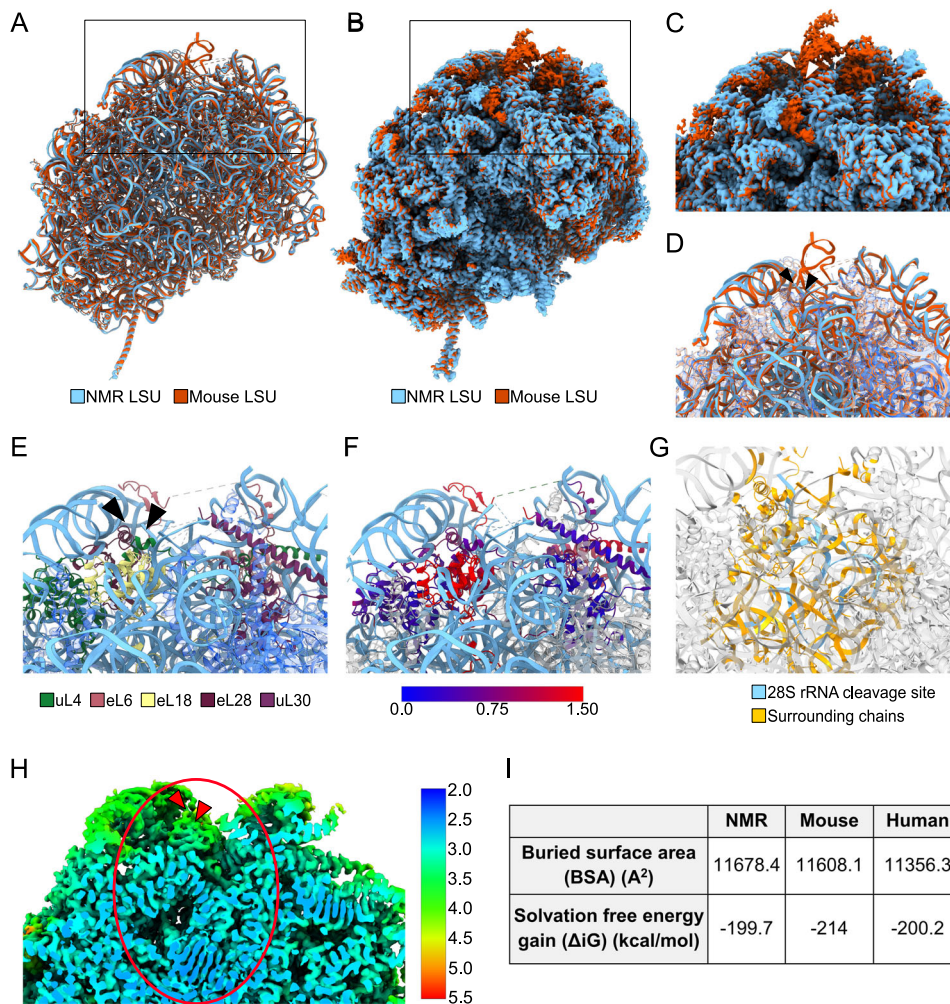 A
B
C
D
NMR LSU Mouse LSU
NMR LSU Mouse LSU
E
F
G
uL4 eL6 eL18 eL28 uL30
0.0 0.75 1.50
28S rRNA cleavage site
Surrounding chains
H
2.0
2.5
3.0
3.5
4.0
4.5
5.0
5.5
I
NMR Mouse Human
Buried surface area
(BSA) (A²) 11678.4 11608.1 11356.3
Solvation free energy
gain (ΔiG) (kcal/mol) -199.7 -214 -200.2